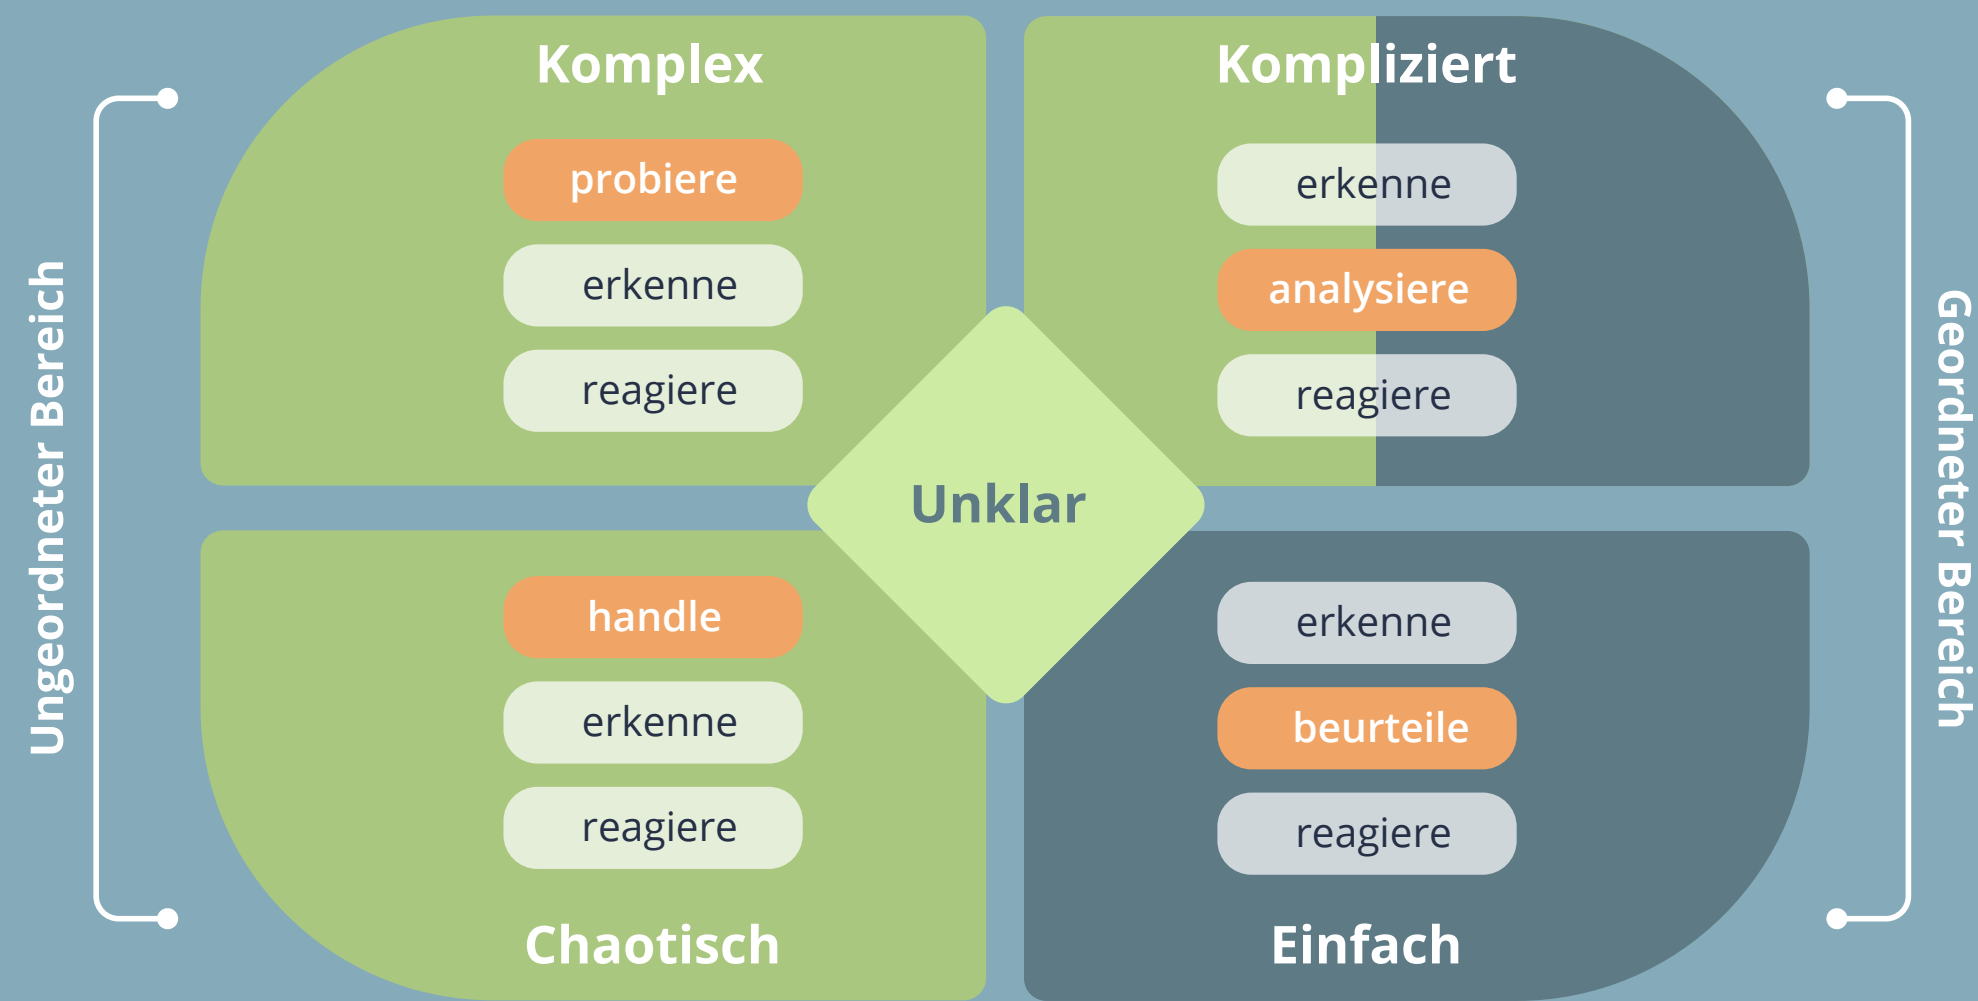 Ungeordneter Bereich
Komplex
probiere
erkenne
reagiere
Kompliziert
erkenne
analysiere
reagiere
Unklar
handle
erkenne
reagiere
Chaotisch
erkenne
beurteile
reagiere
Einfach
Geordneter Bereich